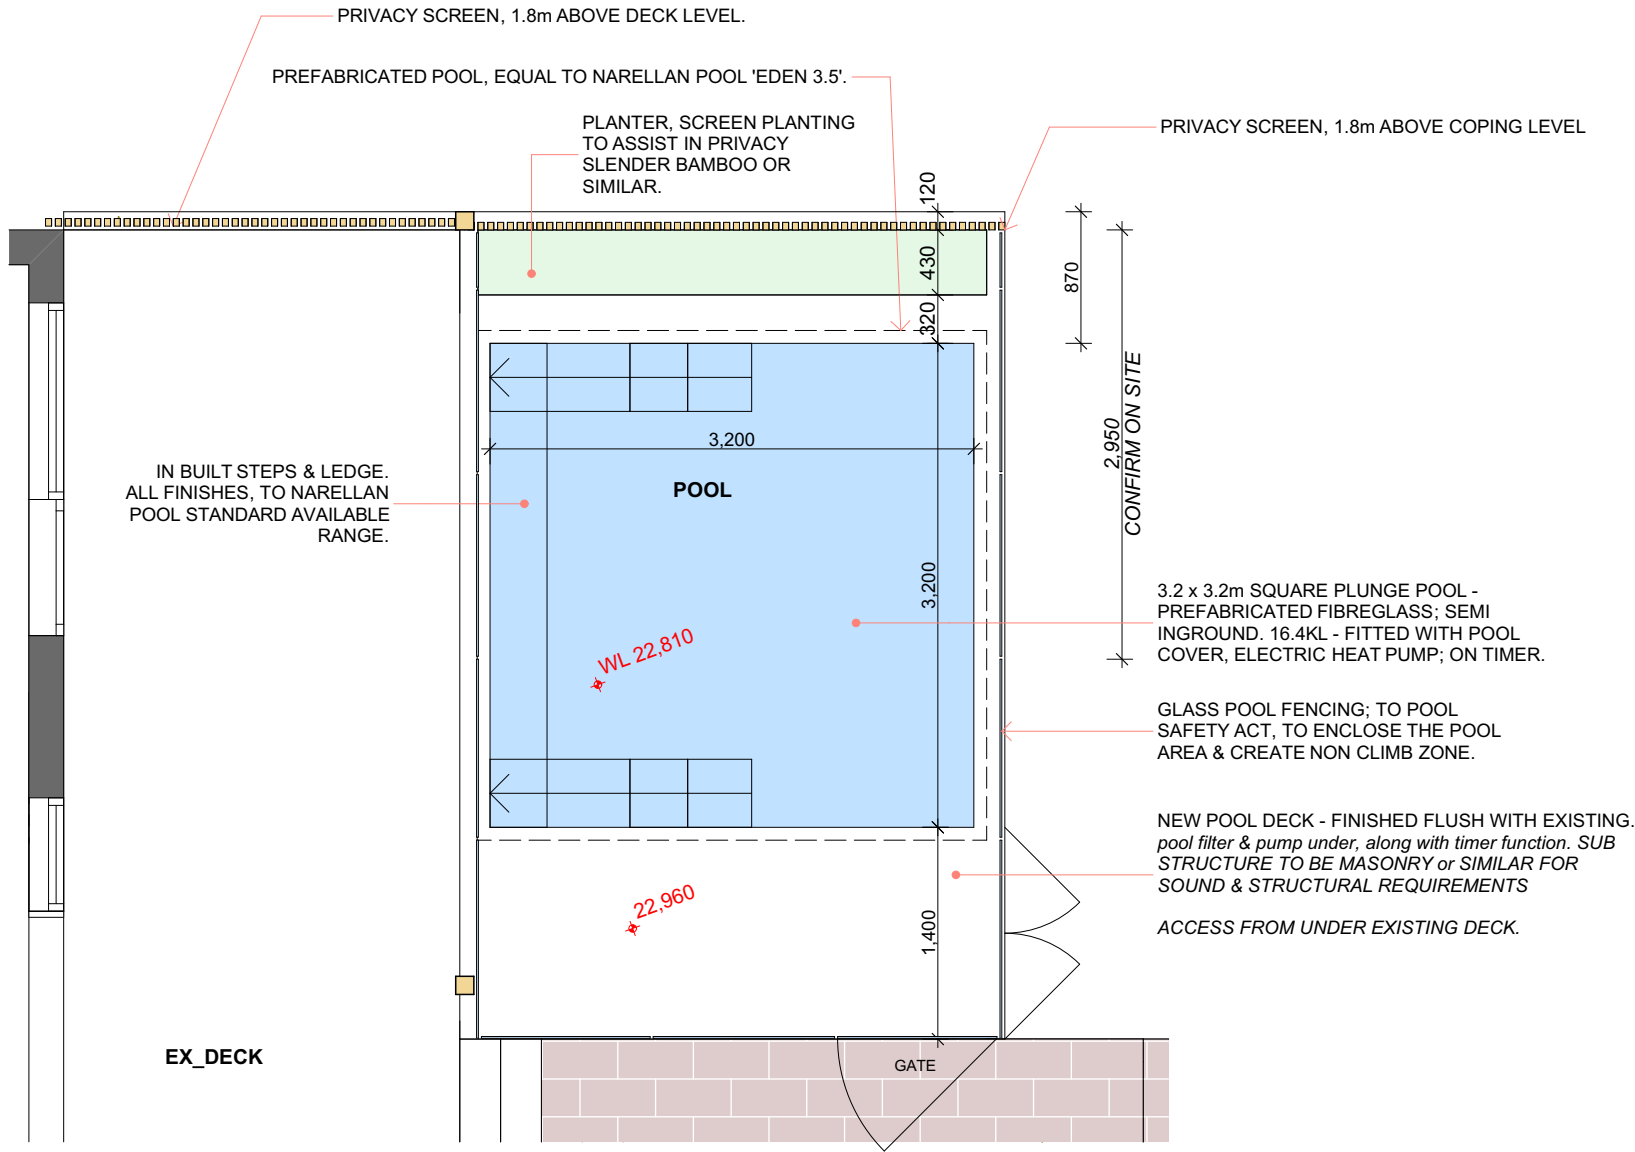 PRIVACY SCREEN, 1.8m ABOVE DECK LEVEL.
PREFABRICATED POOL, EQUAL TO NARELLAN POOL 'EDEN 3.5'.
PLANTER, SCREEN PLANTING
TO ASSIST IN PRIVACY
SLENDER BAMBOO OR
SIMILAR.
PRIVACY SCREEN, 1.8m ABOVE COPING LEVEL
120
430
320
870
2,950
CONFIRM ON SITE
3,200
POOL
IN BUILT STEPS & LEDGE.
ALL FINISHES, TO NARELLAN
POOL STANDARD AVAILABLE
RANGE.
3,200
WL 22,810
3.2 x 3.2m SQUARE PLUNGE POOL -
PREFABRICATED FIBREGLASS; SEMI
INGROUND. 16.4KL - FITTED WITH POOL
COVER, ELECTRIC HEAT PUMP; ON TIMER.
GLASS POOL FENCING; TO POOL
SAFETY ACT, TO ENCLOSE THE POOL
AREA & CREATE NON CLIMB ZONE.
NEW POOL DECK - FINISHED FLUSH WITH EXISTING.
pool filter & pump under, along with timer function. SUB
STRUCTURE TO BE MASONRY or SIMILAR FOR
SOUND & STRUCTURAL REQUIREMENTS
ACCESS FROM UNDER EXISTING DECK.
22,960
1,400
EX_DECK
GATE